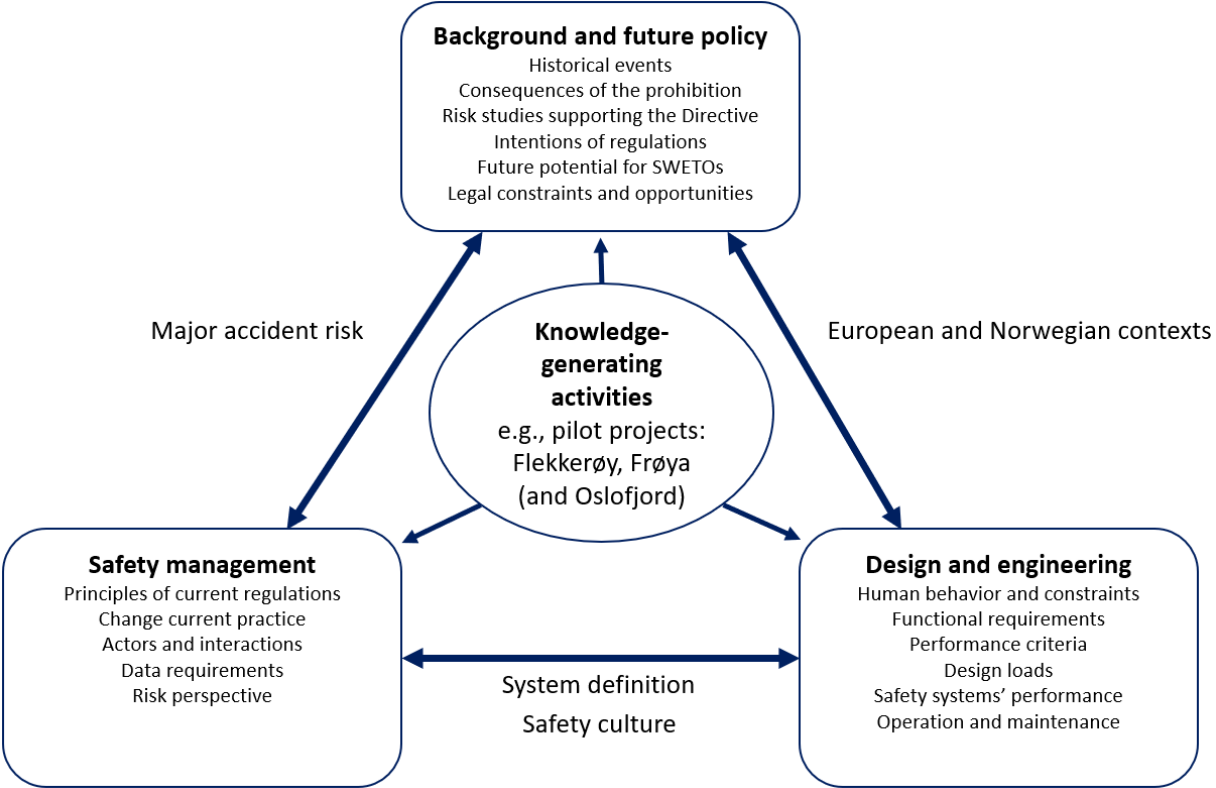 Background and future policy
Historical events
Consequences of the prohibition
Risk studies supporting the Directive
Intentions of regulations
Future potential for SWETOs
Legal constraints and opportunities
Major accident risk
European and Norwegian contexts
Knowledge-
generating
activities
e.g., pilot projects:
Flekkerøy, Frøya
(and Oslofjord)
Safety management
Principles of current regulations
Change current practice
Actors and interactions
Data requirements
Risk perspective
System definition
Safety culture
Design and engineering
Human behavior and constraints
Functional requirements
Performance criteria
Design loads
Safety systems’ performance
Operation and maintenance